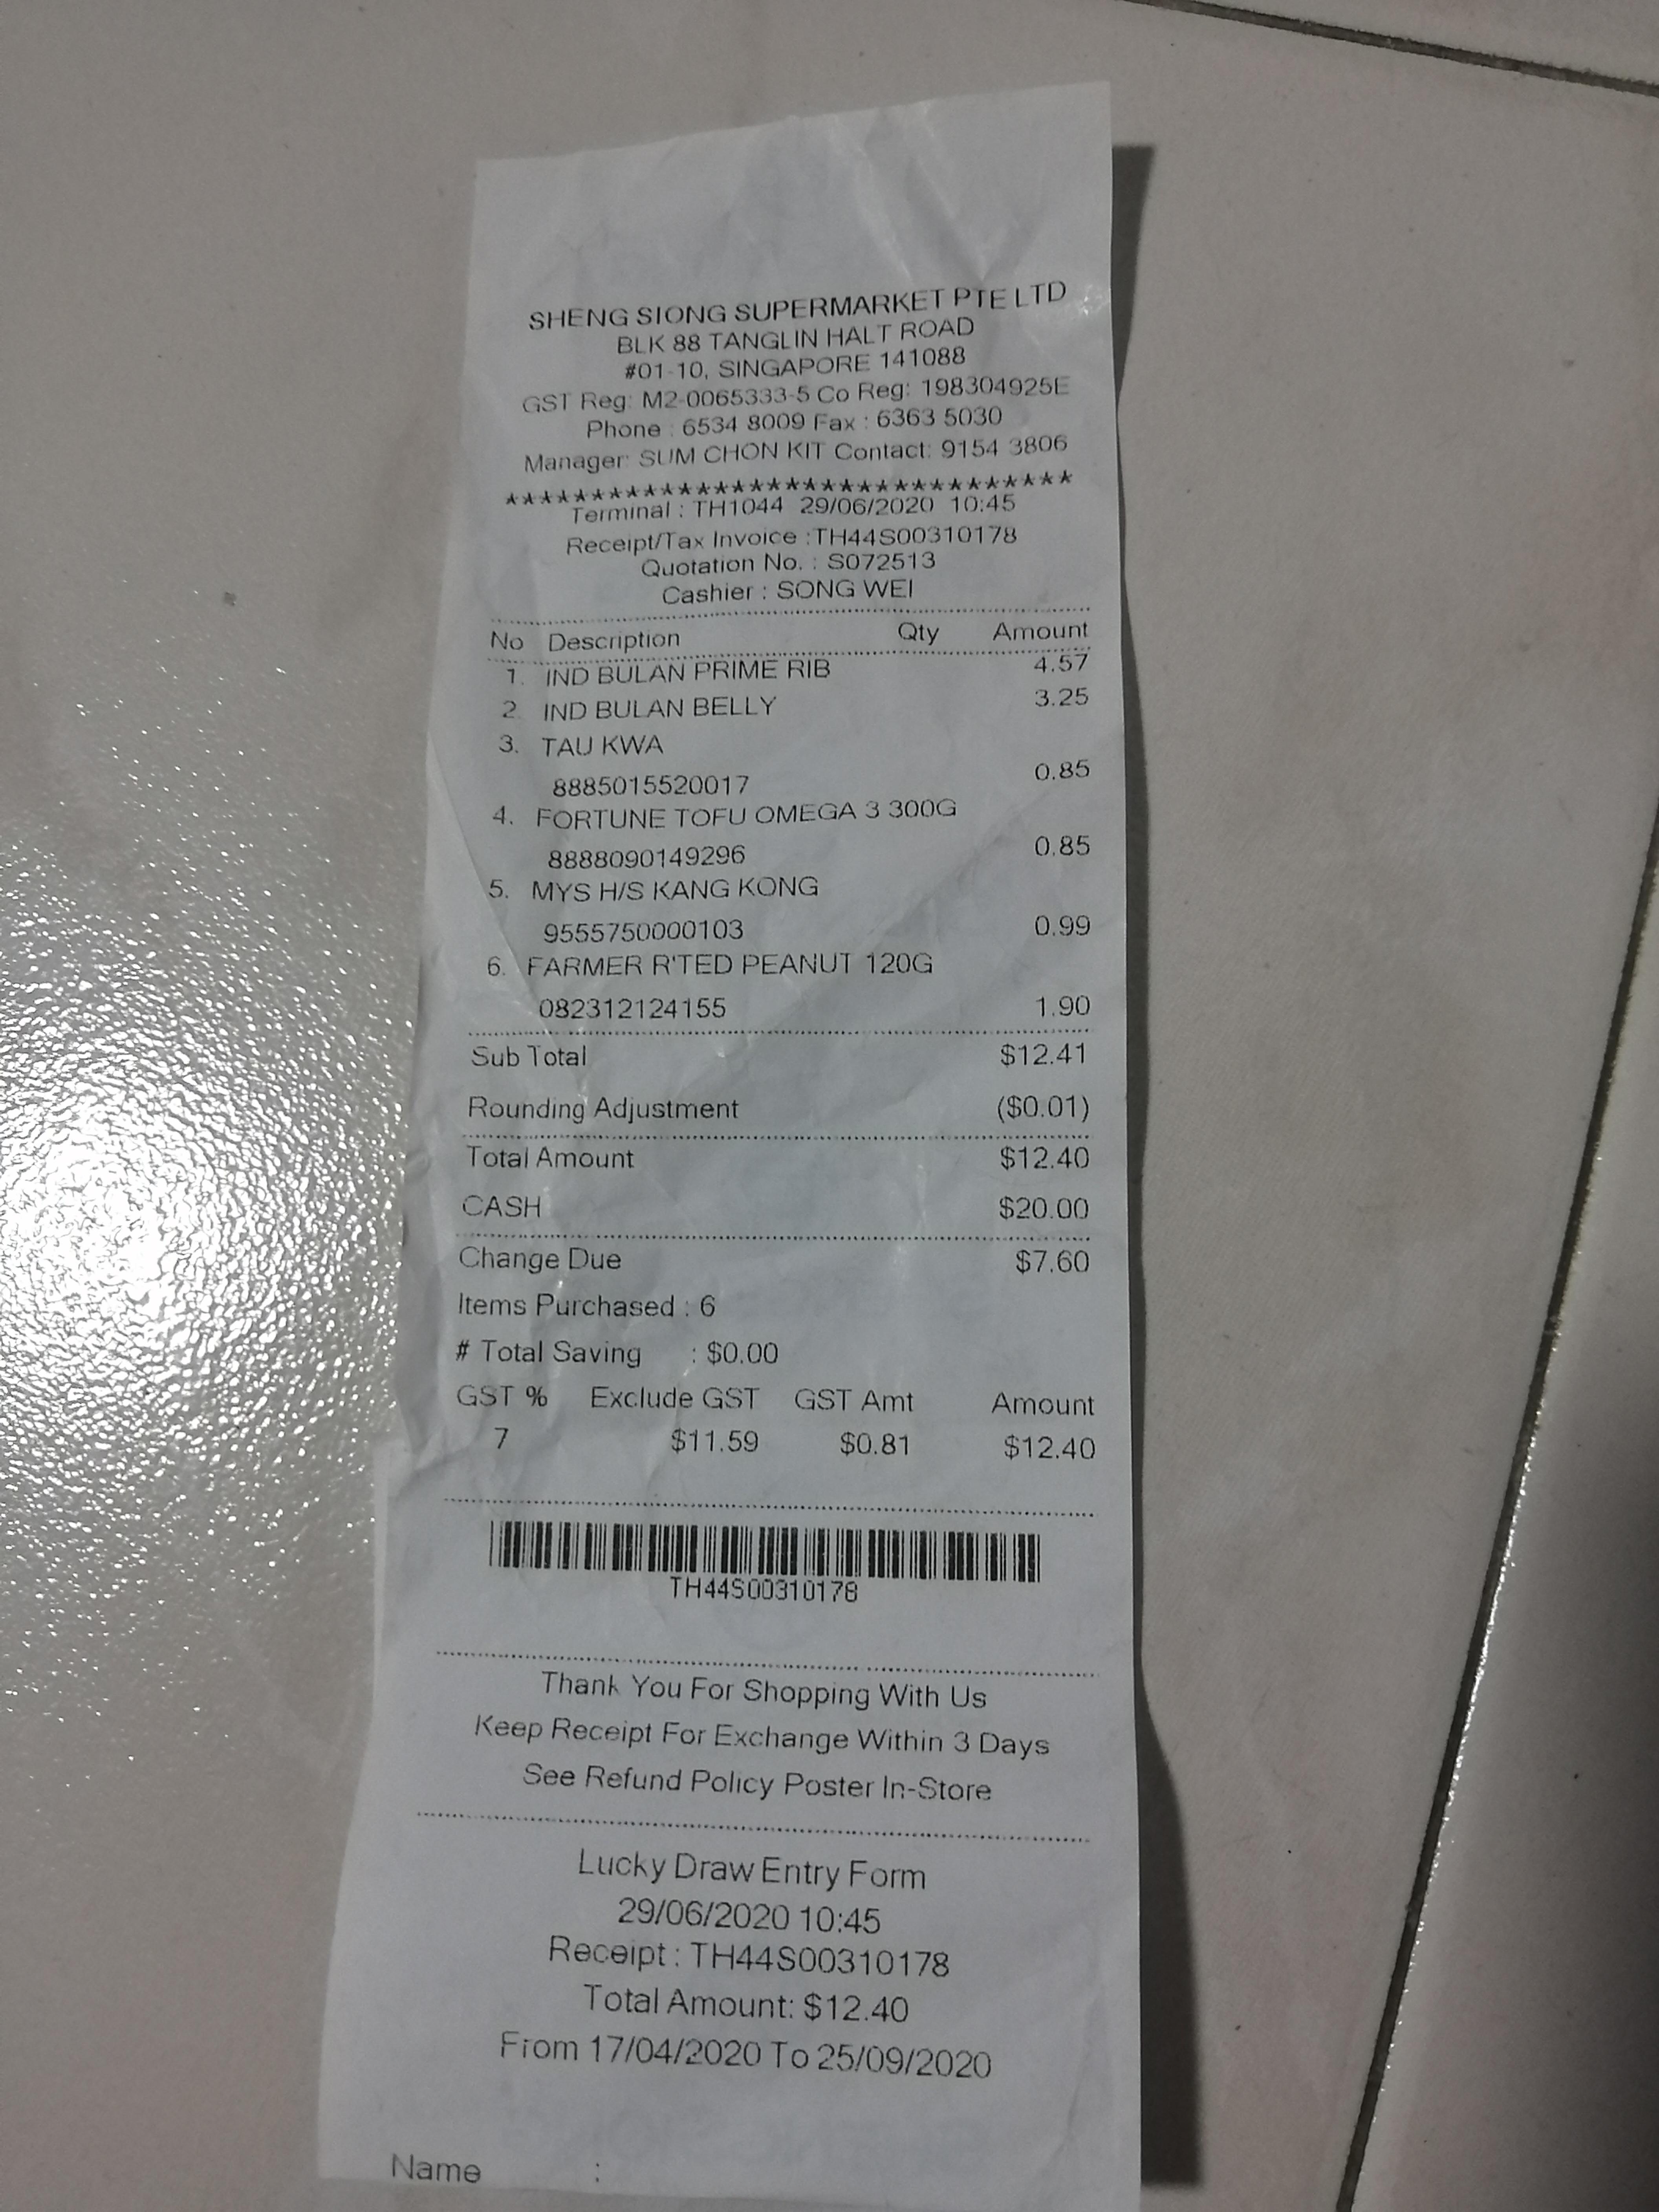 SHENG SIONG SUPERMARKET PTE LTD
BLK 88 TANGLIN HALT ROAD
#01-10, SINGAPORE 141088
GST Reg: M2-0065333-5 Co Reg: 198304925E
Phone : 6534 8009 Fax : 6363 5030
Manager: SUM CHON KIT Contact: 9154 3806
*******************************
Terminal : TH1044 29/06/2020 10:45
Receipt/Tax Invoice :TH44S00310178
Quotation No. : S072513
Cashier : SONG WEI
No Description Qty Amount
1. IND BULAN PRIME RIB 4.57
2. IND BULAN BELLY 3.25
3. TAU KWA
8885015520017 0.85
4. FORTUNE TOFU OMEGA 3 300G
8888090149296 0.85
5. MYS H/S KANG KONG
9555750000103 0.99
6. FARMER R'TED PEANUT 120G
082312124155 1.90
Sub Total $12.41
Rounding Adjustment ($0.01)
Total Amount $12.40
CASH $20.00
Change Due $7.60
Items Purchased : 6
# Total Saving : $0.00
GST % Exclude GST GST Amt Amount
7 $11.59 $0.81 $12.40
TH44S00310178
Thank You For Shopping With Us
Keep Receipt For Exchange Within 3 Days
See Refund Policy Poster In-Store
Lucky Draw Entry Form
29/06/2020 10:45
Receipt : TH44S00310178
Total Amount: $12.40
From 17/04/2020 To 25/09/2020
Name :